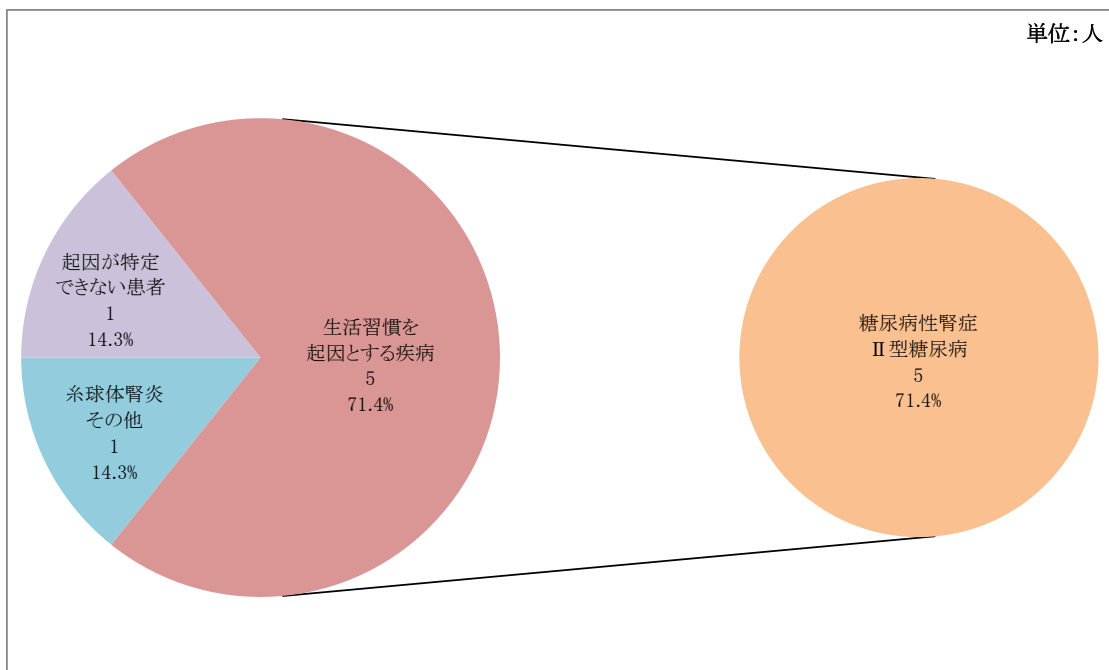 単位：人
起因が特定
できない患者
1
14.3%
糸球体腎炎
その他
1
14.3%
生活習慣を
起因とする疾病
5
71.4%
糖尿病性腎症
Ⅱ型糖尿病
5
71.4%